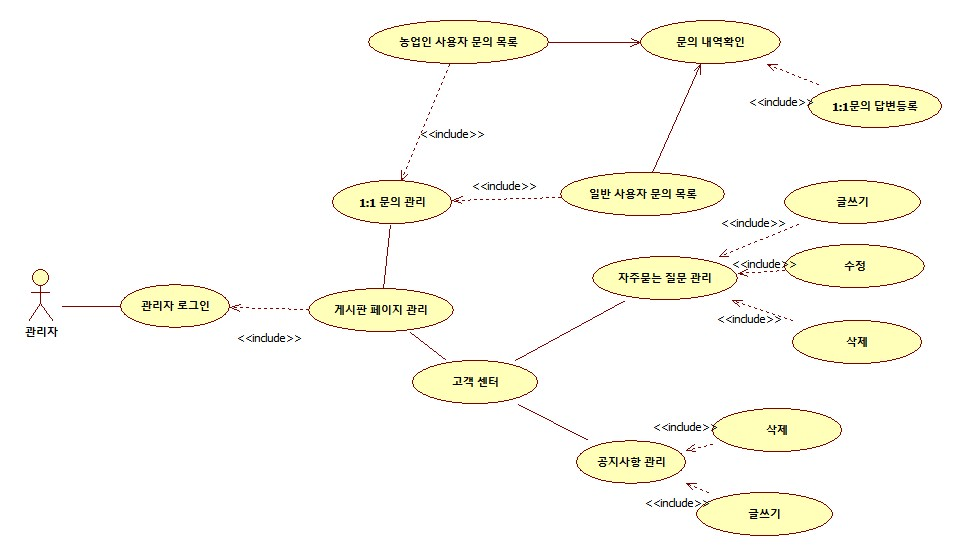 농업인 사용자 문의 목록
문의 내역확인
<<include>>
1:1문의 답변등록
<<include>>
1:1 문의 관리
<<include>>
일반 사용자 문의 목록
글쓰기
<<include>>
자주묻는 질문 관리
<<include>>
수정
관리자
관리자 로그인
<<include>>
게시판 페이지 관리
<<include>>
삭제
고객 센터
<<include>>
삭제
공지사항 관리
<<include>>
글쓰기